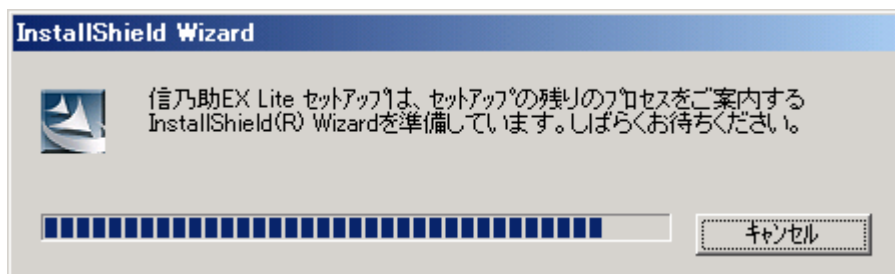 InstallShield Wizard
信乃助EX Lite セットアップは、セットアップの残りのプロセスをご案内する
InstallShield(R) Wizardを準備しています。しばらくお待ちください。
キャンセル